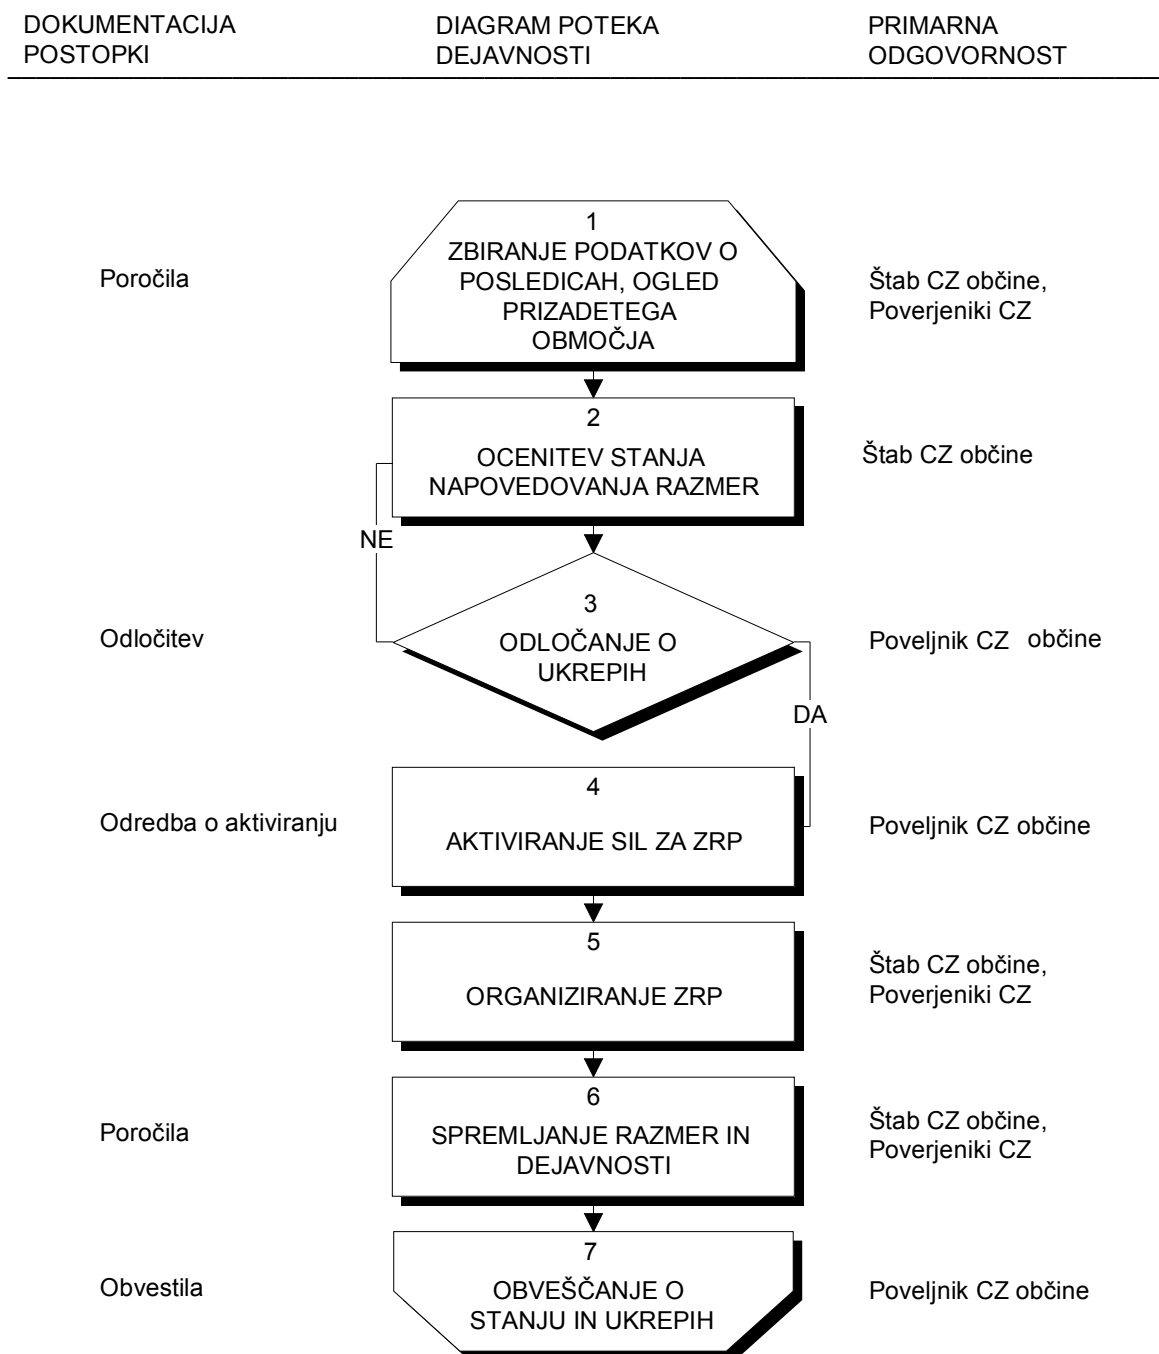 DOKUMENTACIJA
POSTOPKI
DIAGRAM POTEKA
DEJAVNOSTI
PRIMARNA
ODGOVORNOST
Poročila
1
ZBIRANJE PODATKOV O
POSLEDICAH, OGLED
PRIZADETEGA
OBMOČJA
Štab CZ občine,
Poverjeniki CZ
2
OCENITEV STANJA
NAPOVEDOVANJA RAZMER
Štab CZ občine
NE
Odločitev
3
ODLOČANJE O
UKREPIH
Poveljnik CZ občine
DA
Odredba o aktiviranju
4
AKTIVIRANJE SIL ZA ZRP
Poveljnik CZ občine
5
ORGANIZIRANJE ZRP
Štab CZ občine,
Poverjeniki CZ
Poročila
6
SPREMLJANJE RAZMER IN
DEJAVNOSTI
Štab CZ občine,
Poverjeniki CZ
Obvestila
7
OBVEŠČANJE O
STANJU IN UKREPIH
Poveljnik CZ občine